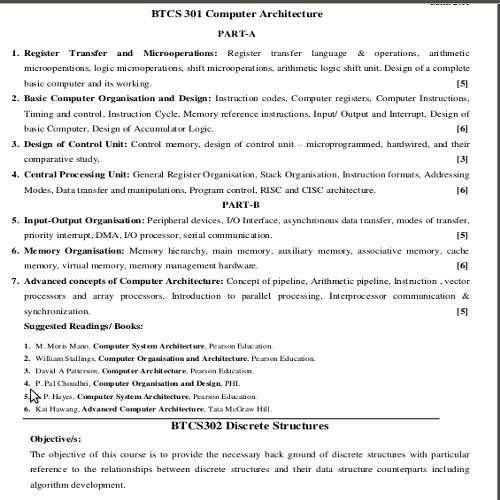 BTCS 301 Computer Architecture
PART-A
1. Register Transfer and Microoperations: Register transfer language & operations, arithmetic
microoperations, logic microoperations, shift microoperations, arithmetic logic shift unit. Design of a complete
basic computer and its working. [5]
2. Basic Computer Organisation and Design: Instruction codes, Computer registers, Computer Instructions,
Timing and control, Instruction Cycle, Memory reference instructions, Input/ Output and Interrupt, Design of
basic Computer, Design of Accumulator Logic. [6]
3. Design of Control Unit: Control memory, design of control unit – microprogrammed, hardwired, and their
comparative study. [3]
4. Central Processing Unit: General Register Organisation, Stack Organisation, Instruction formats, Addressing
Modes, Data transfer and manipulations, Program control, RISC and CISC architecture. [6]
PART-B
5. Input-Output Organisation: Peripheral devices, I/O Interface, asynchronous data transfer, modes of transfer,
priority interrupt, DMA, I/O processor, serial communication. [5]
6. Memory Organisation: Memory hierarchy, main memory, auxiliary memory, associative memory, cache
memory, virtual memory, memory management hardware. [6]
7. Advanced concepts of Computer Architecture: Concept of pipeline, Arithmetic pipeline, Instruction , vector
processors and array processors. Introduction to parallel processing, Interprocessor communication &
synchronization. [5]
Suggested Readings/ Books:
1. M. Moris Mano, Computer System Architecture, Pearson Education.
2. William Stallings, Computer Organisation and Architecture, Pearson Education.
3. David A Patterson, Computer Architecture, Pearson Education.
4. P. Pal Choudhri, Computer Organisation and Design, PHI.
5. P. Hayes, Computer System Architecture, Pearson Education.
6. Kai Hawang, Advanced Computer Architecture, Tata McGraw Hill.
BTCS302 Discrete Structures
Objective/s:
The objective of this course is to provide the necessary back ground of discrete structures with particular
reference to the relationships between discrete structures and their data structure counterparts including
algorithm development.